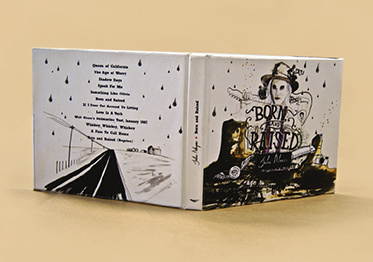 Queen of California
The Age of Worry
Shadow Days
Speak For Me
Something Like Olivia
Born and Raised
If I Ever Get Around To Living
Love Is A Verb
Walt Grace's Submarine Test, January 1967
Whiskey, Whiskey, Whiskey
A Face To Call Home
Born and Raised (Reprise)
John Mayer Born and Raised
BORN
RAISED
John Mayer